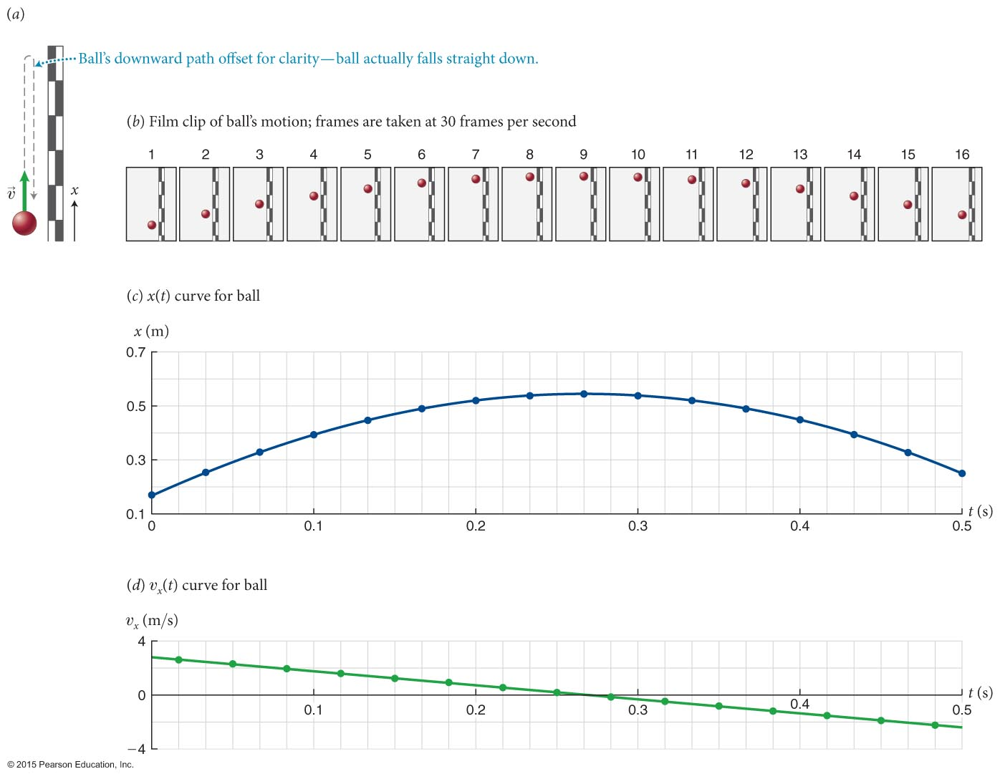 (a)
Ball's downward path offset for clarity—ball actually falls straight down.
(b) Film clip of ball's motion; frames are taken at 30 frames per second
1 2 3 4 5 6 7 8 9 10 11 12 13 14 15 16
v⃗
x
(c) x(t) curve for ball
x (m)
0.7
0.5
0.3
0.1
t (s)
0 0.1 0.2 0.3 0.4 0.5
(d) vₓ(t) curve for ball
vₓ (m/s)
4
0
t (s)
0.1 0.2 0.3 0.4 0.5
−4
© 2015 Pearson Education, Inc.